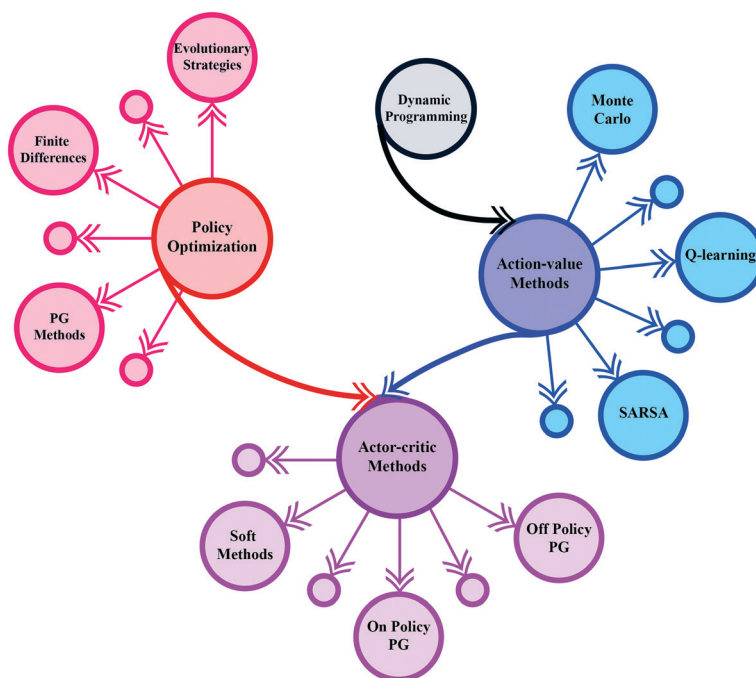 Evolutionary
Strategies
Finite
Differences
Policy
Optimization
PG
Methods
Dynamic
Programming
Monte
Carlo
Action-value
Methods
Q-learning
SARSA
Actor-critic
Methods
Soft
Methods
On Policy
PG
Off Policy
PG